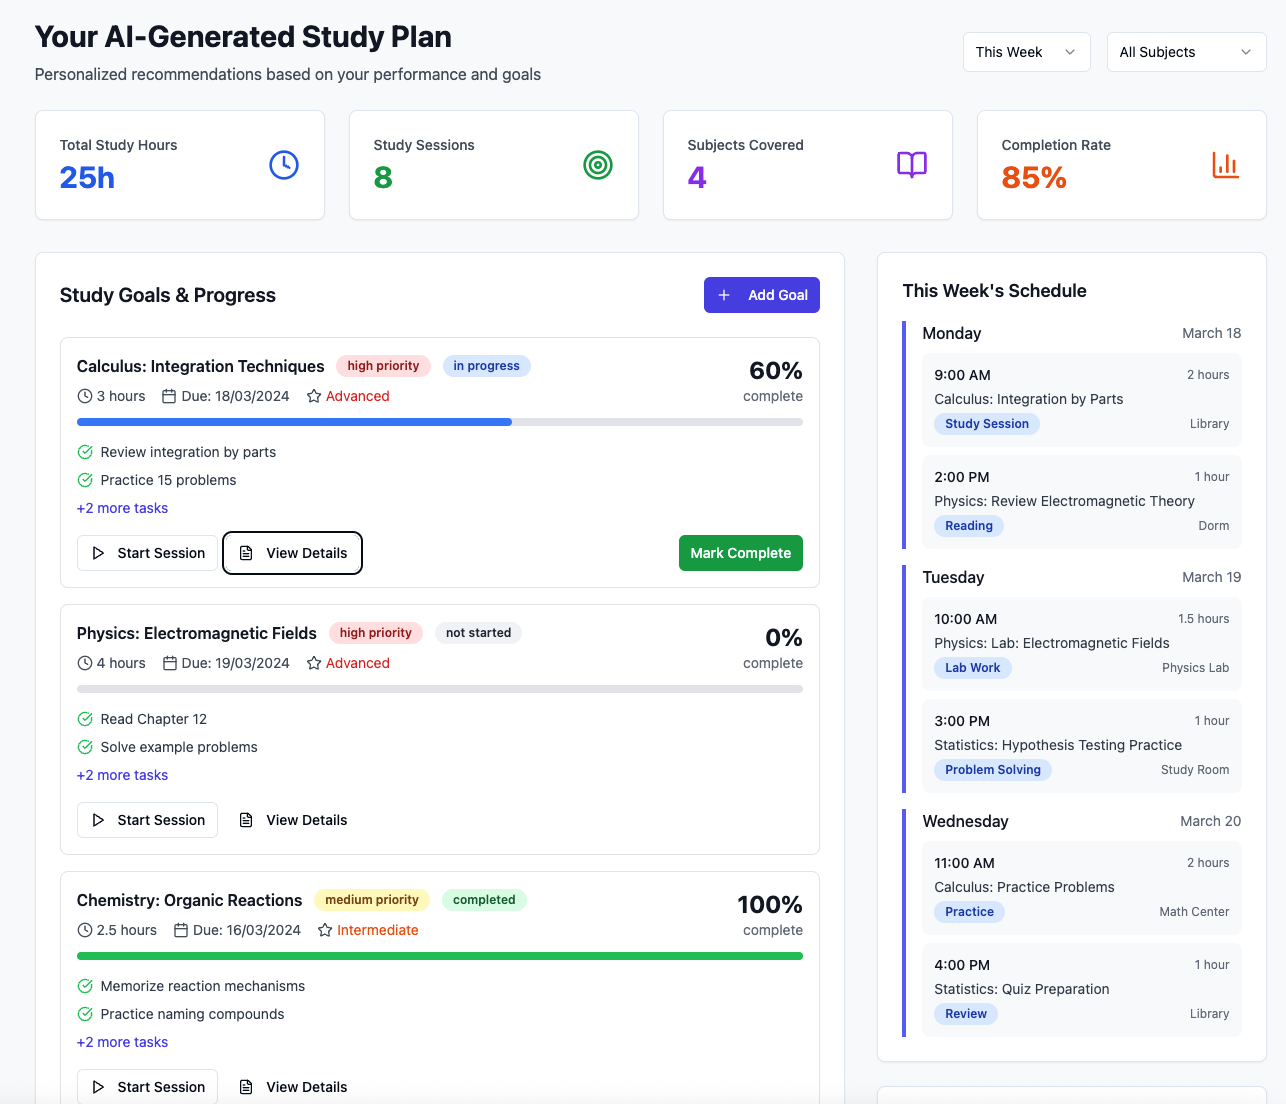 Your AI-Generated Study Plan
Personalized recommendations based on your performance and goals
This Week
All Subjects
Total Study Hours
25h
Study Sessions
8
Subjects Covered
4
Completion Rate
85%
Study Goals & Progress
Add Goal
Calculus: Integration Techniques high priority in progress
60%
3 hours Due: 18/03/2024 Advanced
complete
Review integration by parts
Practice 15 problems
+2 more tasks
Start Session View Details Mark Complete
Physics: Electromagnetic Fields high priority not started
0%
4 hours Due: 19/03/2024 Advanced
complete
Read Chapter 12
Solve example problems
+2 more tasks
Start Session View Details
Chemistry: Organic Reactions medium priority completed
100%
2.5 hours Due: 16/03/2024 Intermediate
complete
Memorize reaction mechanisms
Practice naming compounds
+2 more tasks
Start Session View Details
This Week's Schedule
Monday March 18
9:00 AM 2 hours
Calculus: Integration by Parts
Study Session Library
2:00 PM 1 hour
Physics: Review Electromagnetic Theory
Reading Dorm
Tuesday March 19
10:00 AM 1.5 hours
Physics: Lab: Electromagnetic Fields
Lab Work Physics Lab
3:00 PM 1 hour
Statistics: Hypothesis Testing Practice
Problem Solving Study Room
Wednesday March 20
11:00 AM 2 hours
Calculus: Practice Problems
Practice Math Center
4:00 PM 1 hour
Statistics: Quiz Preparation
Review Library